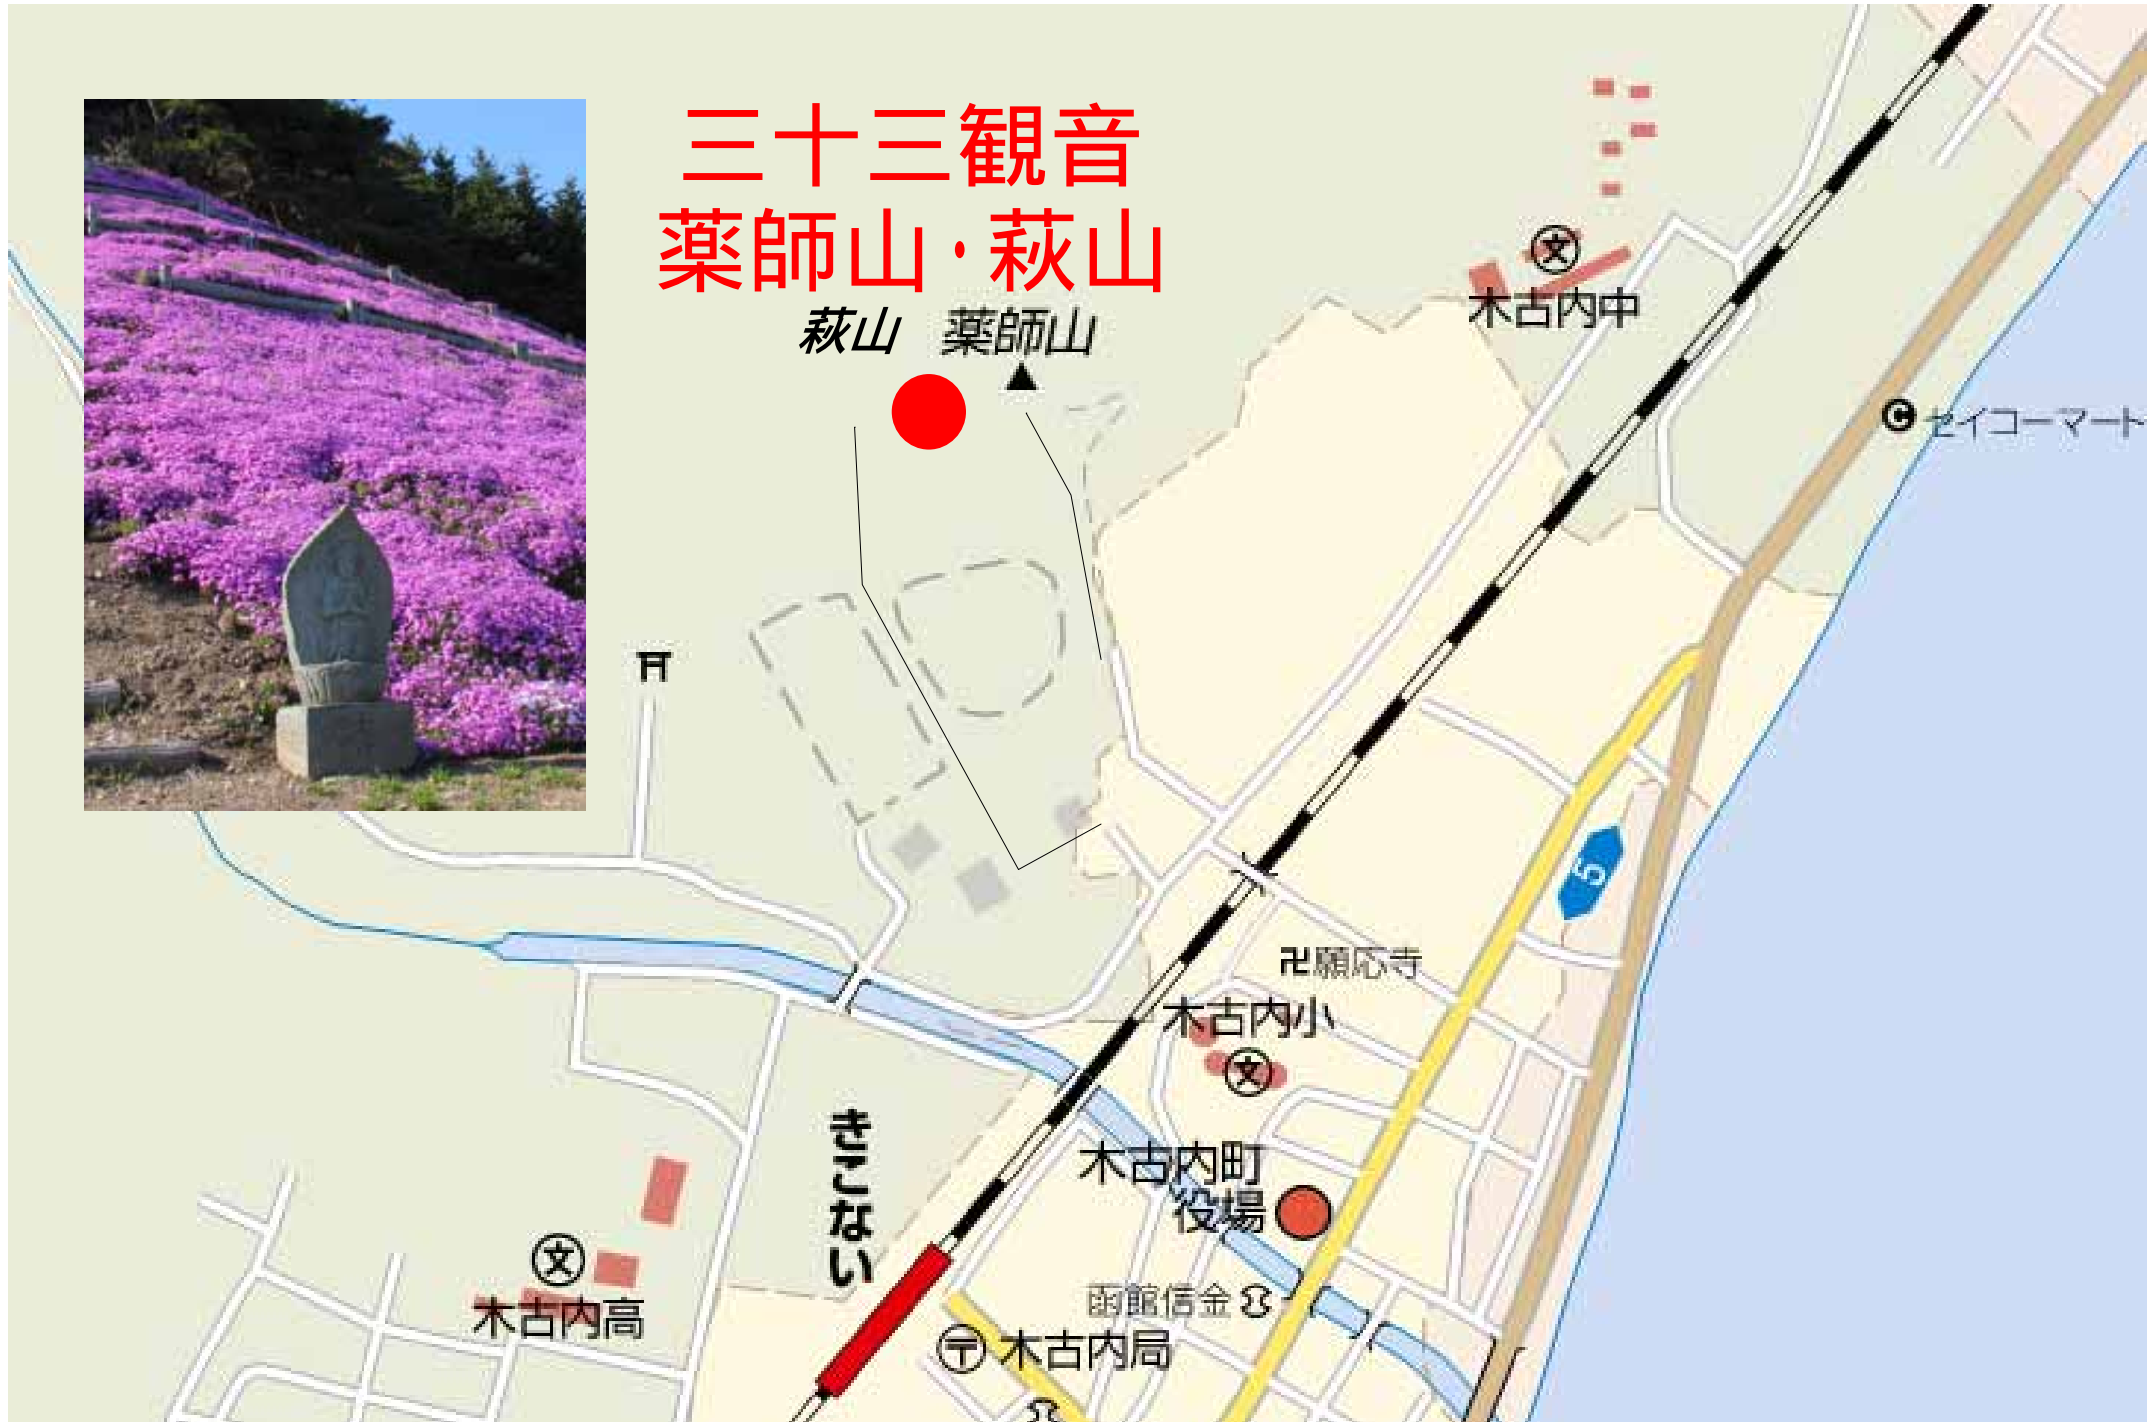 三十三観音
薬師山・萩山
萩山 薬師山
木古内中
セイコーマート
5
卍願応寺
木古内小
文
木古内町
役場
きこない
文
木古内高
函館信金
〒木古内局
文